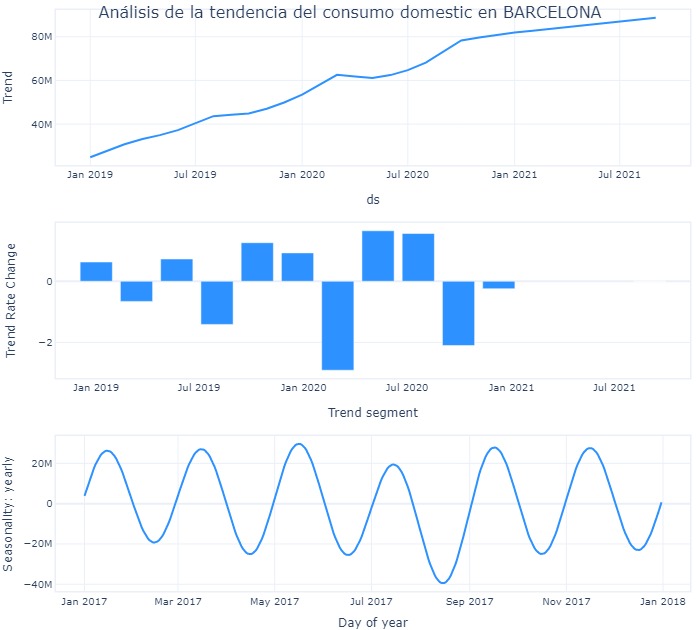 Análisis de la tendencia del consumo domestic en BARCELONA
80M
60M
40M
Trend
Jan 2019 Jul 2019 Jan 2020 Jul 2020 Jan 2021 Jul 2021
ds
0
−2
Trend Rate Change
Jan 2019 Jul 2019 Jan 2020 Jul 2020 Jan 2021 Jul 2021
Trend segment
20M
0
−20M
−40M
Seasonality: yearly
Jan 2017 Mar 2017 May 2017 Jul 2017 Sep 2017 Nov 2017 Jan 2018
Day of year